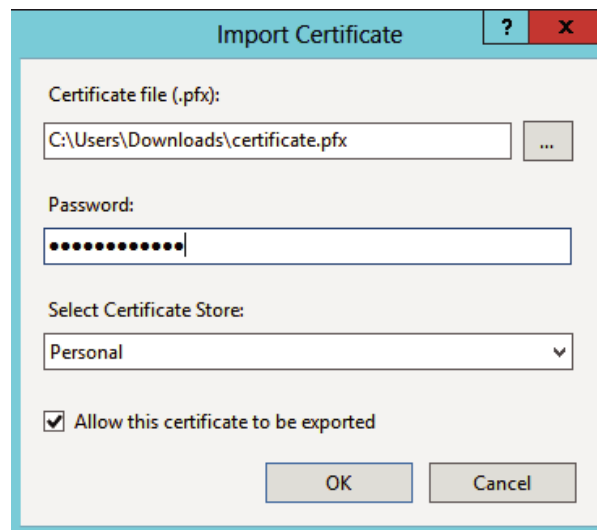 Import Certificate
?
x
Certificate file (.pfx):
C:\Users\Downloads\certificate.pfx
...
Password:
••••••••••••
Select Certificate Store:
Personal
Allow this certificate to be exported
OK
Cancel